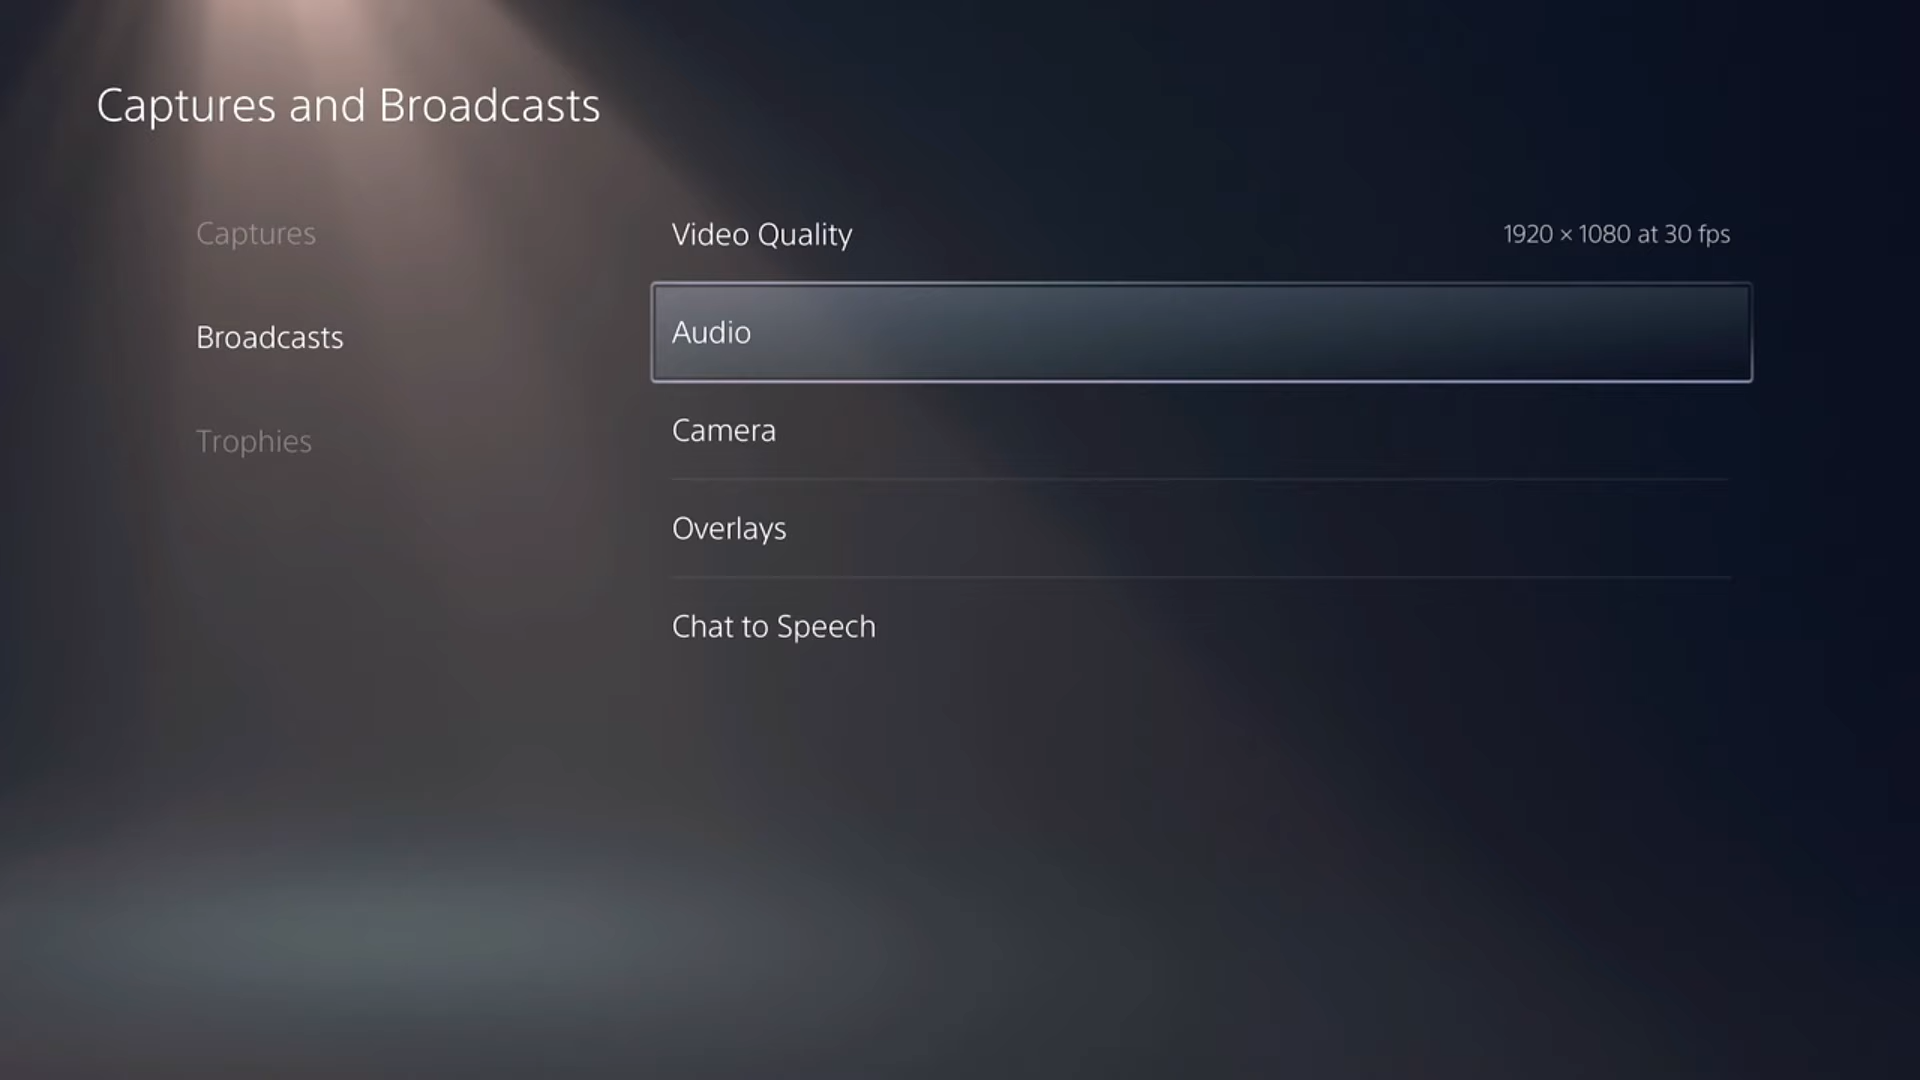 Captures and Broadcasts
Captures
Broadcasts
Trophies
Video Quality 1920 × 1080 at 30 fps
Audio
Camera
Overlays
Chat to Speech